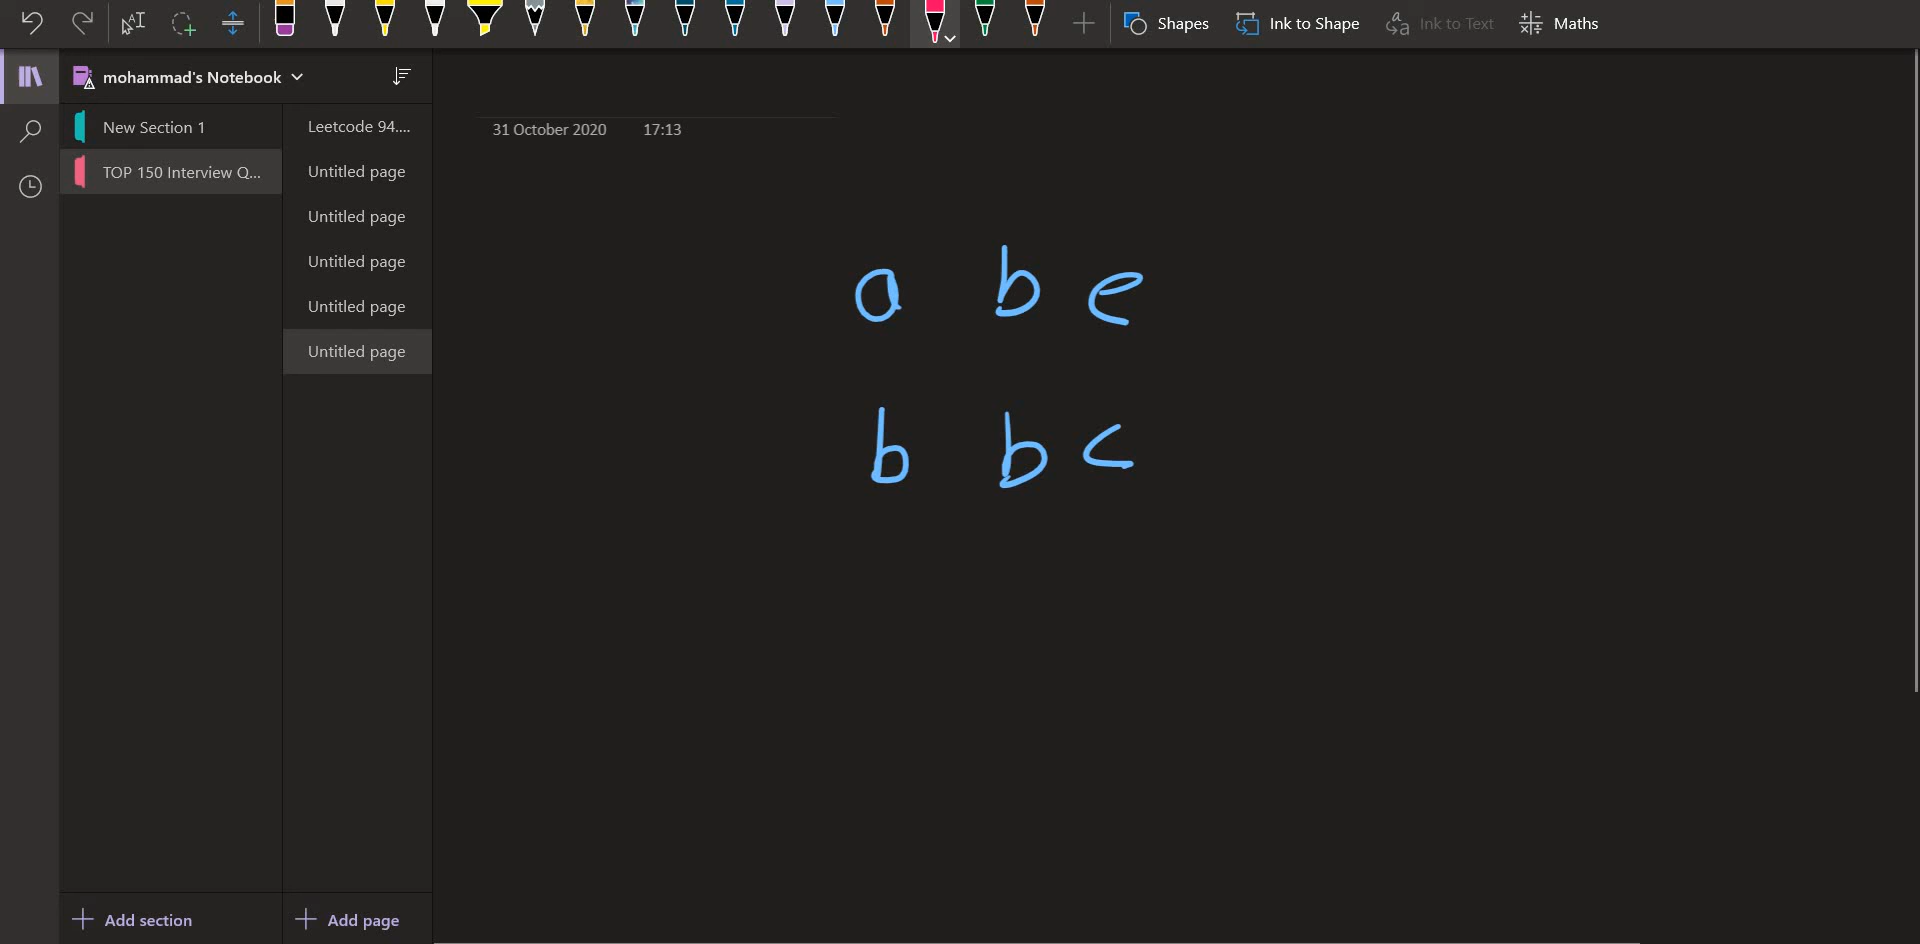 Shapes Ink to Shape Ink to Text Maths
mohammad's Notebook
New Section 1
TOP 150 Interview Q...
Leetcode 94....
Untitled page
Untitled page
Untitled page
Untitled page
Untitled page
31 October 2020 17:13
a b e
b b c
Add section
Add page